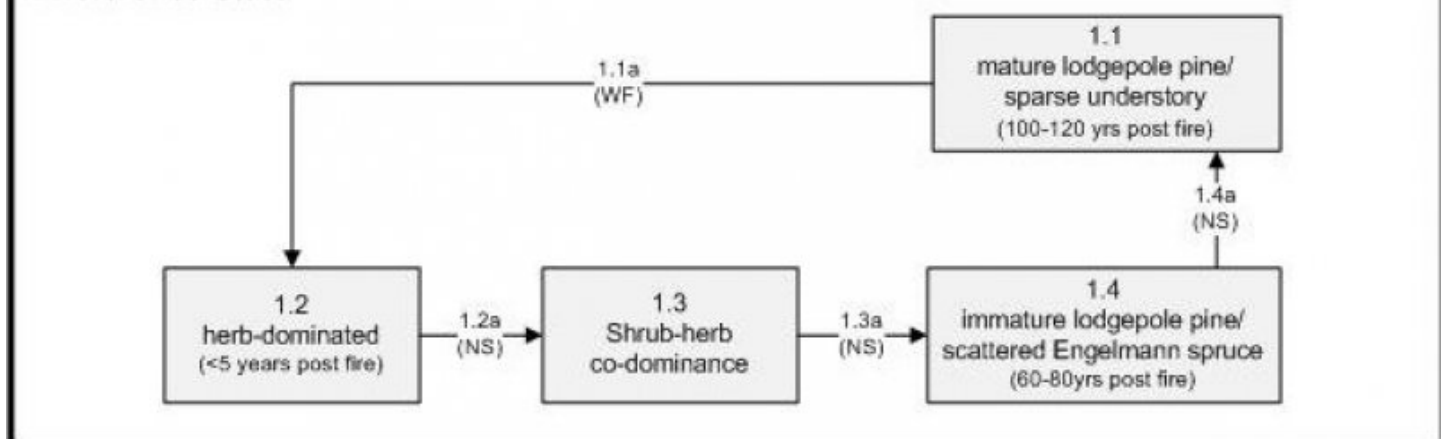 1.1
mature lodgepole pine/
sparse understory
(100-120 yrs post fire)
1.1a
(WF)
1.4a
(NS)
1.2
herb-dominated
(<5 years post fire)
1.2a
(NS)
1.3
Shrub-herb
co-dominance
1.3a
(NS)
1.4
immature lodgepole pine/
scattered Engelmann spruce
(60-80yrs post fire)